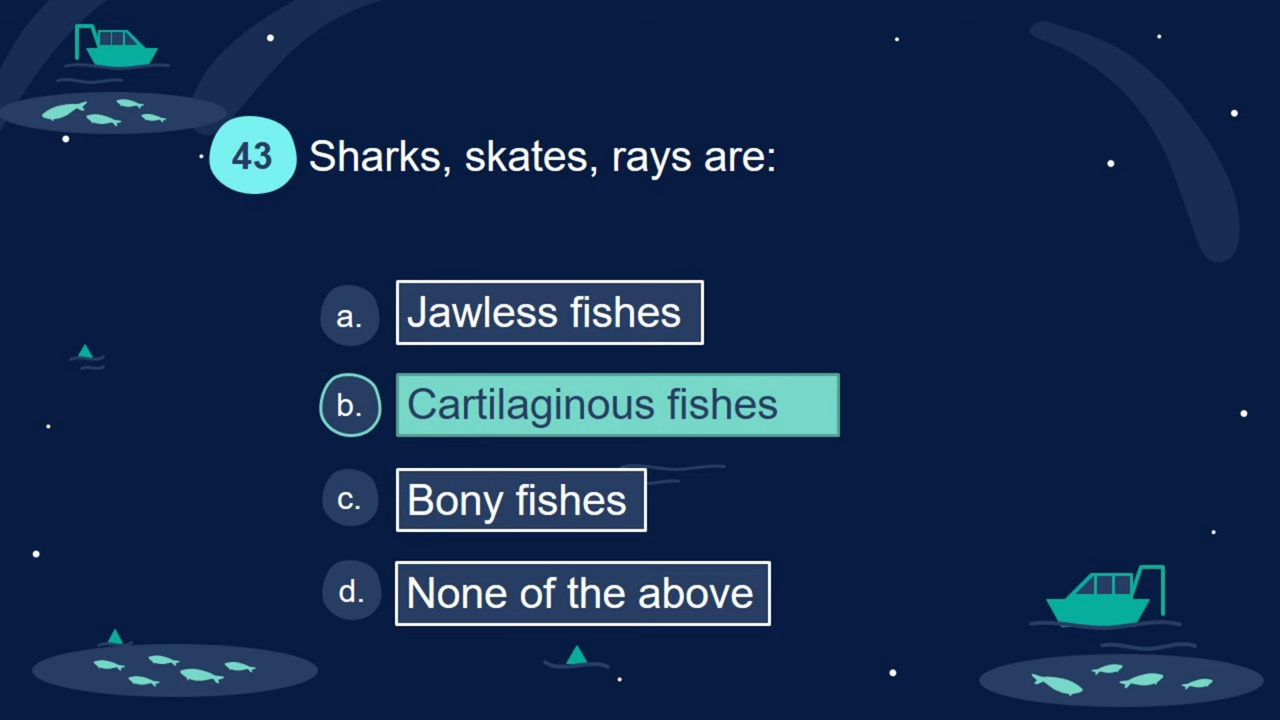 43 Sharks, skates, rays are:
a. Jawless fishes
b. Cartilaginous fishes
c. Bony fishes
d. None of the above